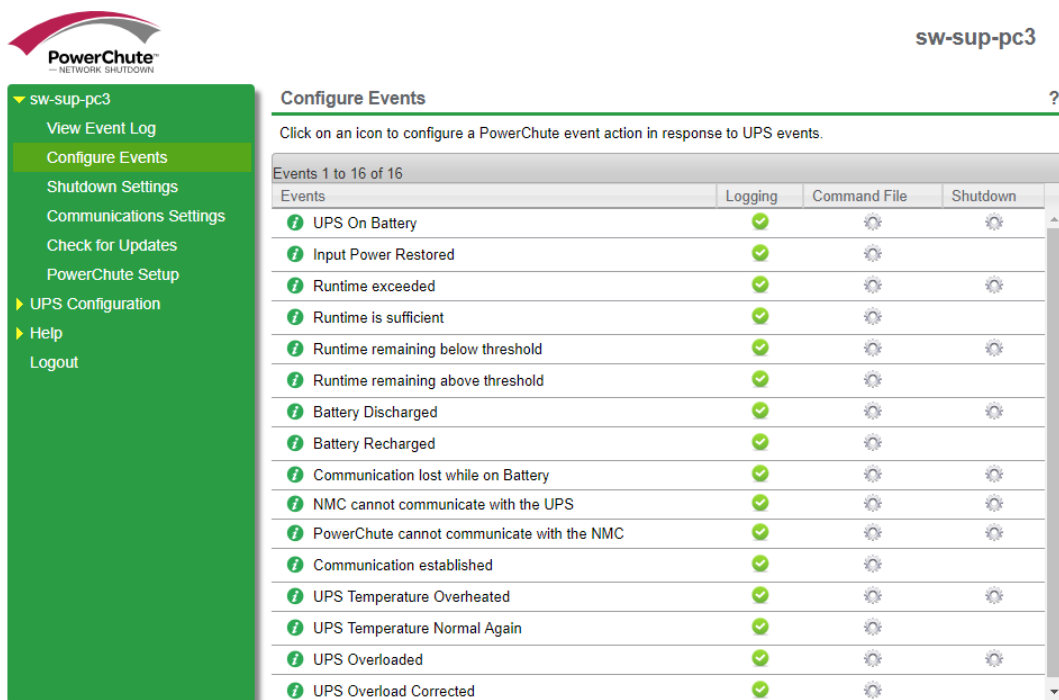 PowerChute™
— NETWORK SHUTDOWN
sw-sup-pc3
sw-sup-pc3
View Event Log
Configure Events
Shutdown Settings
Communications Settings
Check for Updates
PowerChute Setup
UPS Configuration
Help
Logout
Configure Events ?
Click on an icon to configure a PowerChute event action in response to UPS events.
Events 1 to 16 of 16
Events Logging Command File Shutdown
UPS On Battery
Input Power Restored
Runtime exceeded
Runtime is sufficient
Runtime remaining below threshold
Runtime remaining above threshold
Battery Discharged
Battery Recharged
Communication lost while on Battery
NMC cannot communicate with the UPS
PowerChute cannot communicate with the NMC
Communication established
UPS Temperature Overheated
UPS Temperature Normal Again
UPS Overloaded
UPS Overload Corrected